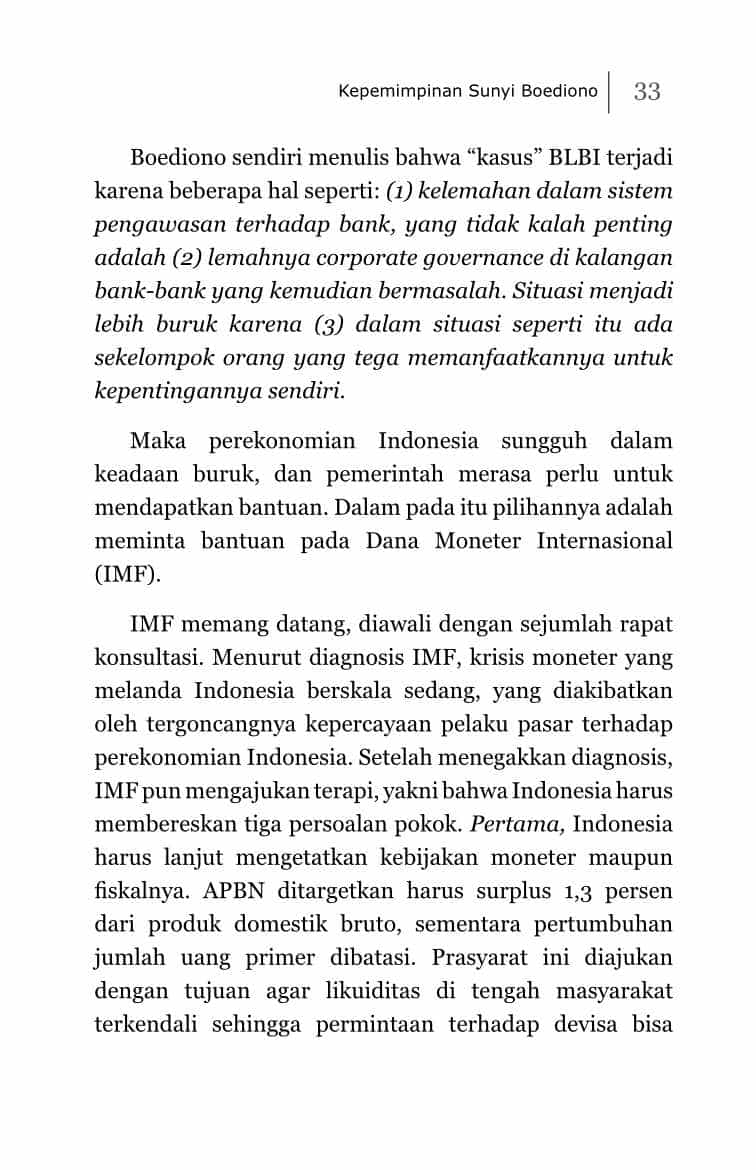 Kepemimpinan Sunyi Boediono 33
Boediono sendiri menulis bahwa “kasus” BLBI terjadi
karena beberapa hal seperti: (1) kelemahan dalam sistem
pengawasan terhadap bank, yang tidak kalah penting
adalah (2) lemahnya corporate governance di kalangan
bank-bank yang kemudian bermasalah. Situasi menjadi
lebih buruk karena (3) dalam situasi seperti itu ada
sekelompok orang yang tega memanfaatkannya untuk
kepentingannya sendiri.
Maka perekonomian Indonesia sungguh dalam
keadaan buruk, dan pemerintah merasa perlu untuk
mendapatkan bantuan. Dalam pada itu pilihannya adalah
meminta bantuan pada Dana Moneter Internasional
(IMF).
IMF memang datang, diawali dengan sejumlah rapat
konsultasi. Menurut diagnosis IMF, krisis moneter yang
melanda Indonesia berskala sedang, yang diakibatkan
oleh tergoncangnya kepercayaan pelaku pasar terhadap
perekonomian Indonesia. Setelah menegakkan diagnosis,
IMF pun mengajukan terapi, yakni bahwa Indonesia harus
membereskan tiga persoalan pokok. Pertama, Indonesia
harus lanjut mengetatkan kebijakan moneter maupun
fiskalnya. APBN ditargetkan harus surplus 1,3 persen
dari produk domestik bruto, sementara pertumbuhan
jumlah uang primer dibatasi. Prasyarat ini diajukan
dengan tujuan agar likuiditas di tengah masyarakat
terkendali sehingga permintaan terhadap devisa bisa